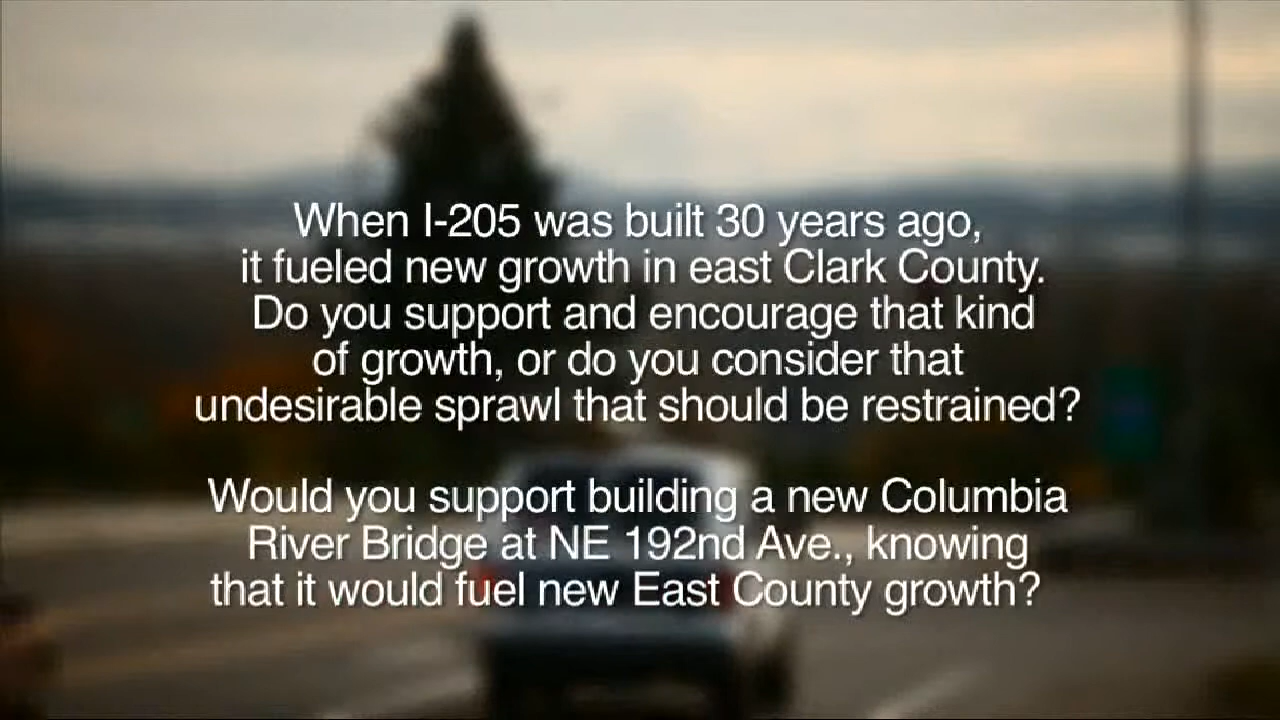 When I-205 was built 30 years ago,
it fueled new growth in east Clark County.
Do you support and encourage that kind
of growth, or do you consider that
undesirable sprawl that should be restrained?
Would you support building a new Columbia
River Bridge at NE 192nd Ave., knowing
that it would fuel new East County growth?